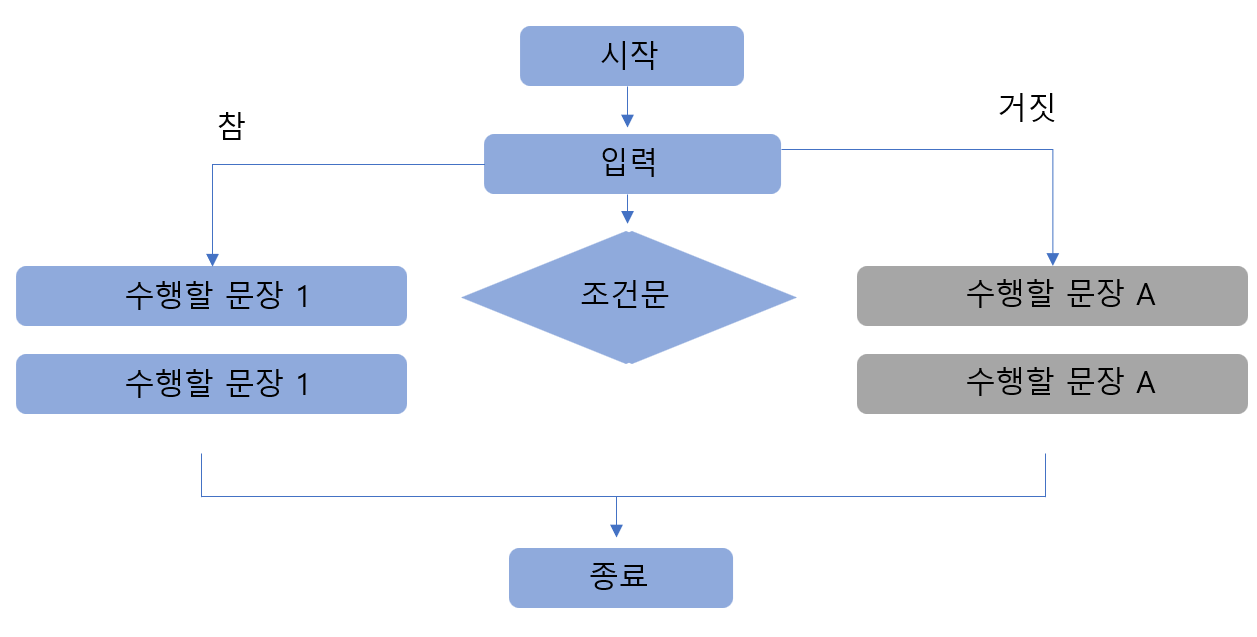 시작
거짓
참
입력
수행할 문장 1
조건문
수행할 문장 A
수행할 문장 1
수행할 문장 A
종료